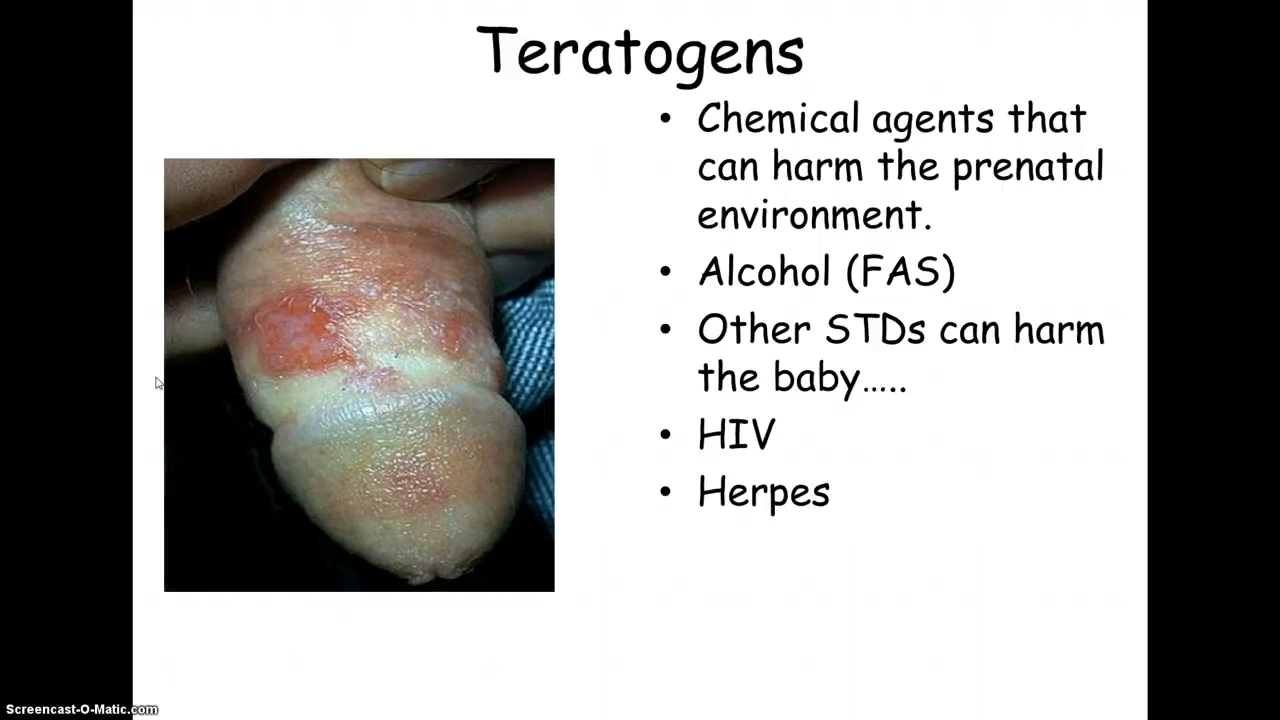 Teratogens
• Chemical agents that
can harm the prenatal
environment.
• Alcohol (FAS)
• Other STDs can harm
the baby.....
• HIV
• Herpes
Screencast-O-Matic.com